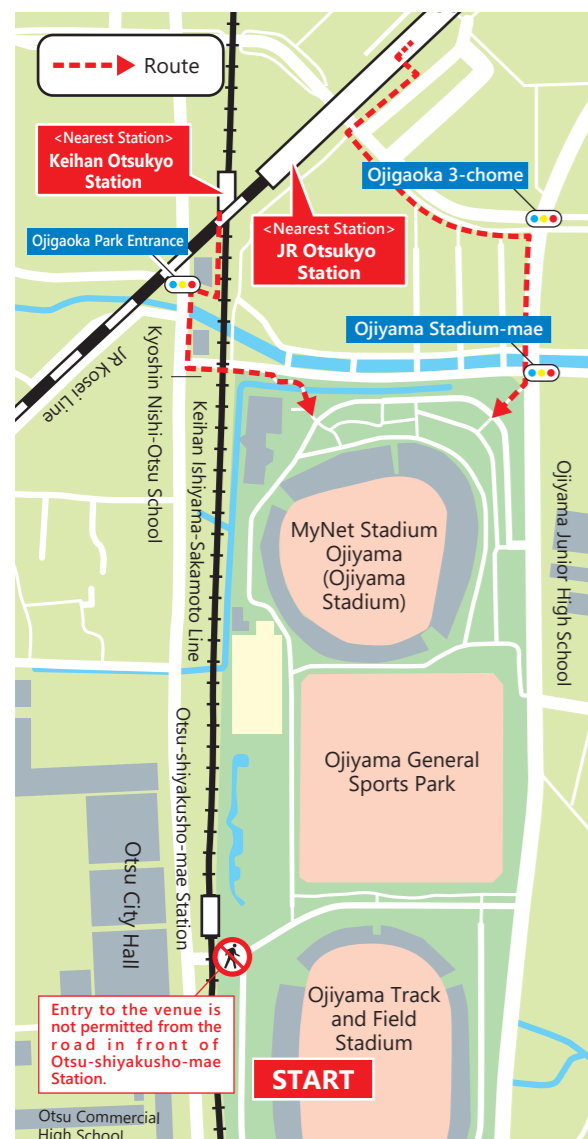 Route
<Nearest Station>
Keihan Otsukyo
Station
Ojigaoka 3-chome
<Nearest Station>
JR Otsukyo
Station
Ojigaoka Park Entrance
Ojiyama Stadium-mae
JR Kosei Line
Kyoshin Nishi-Otsu School
Keihan Ishiyama-Sakamoto Line
Ojiyama Junior High School
MyNet Stadium
Ojiyama
(Ojiyama
Stadium)
Otsu-shiyakusho-mae Station
Ojiyama General
Sports Park
Otsu City Hall
Ojiyama Track
and Field
Stadium
Entry to the venue is
not permitted from the
road in front of
Otsu-shiyakusho-mae
Station.
START
Otsu Commercial
High School